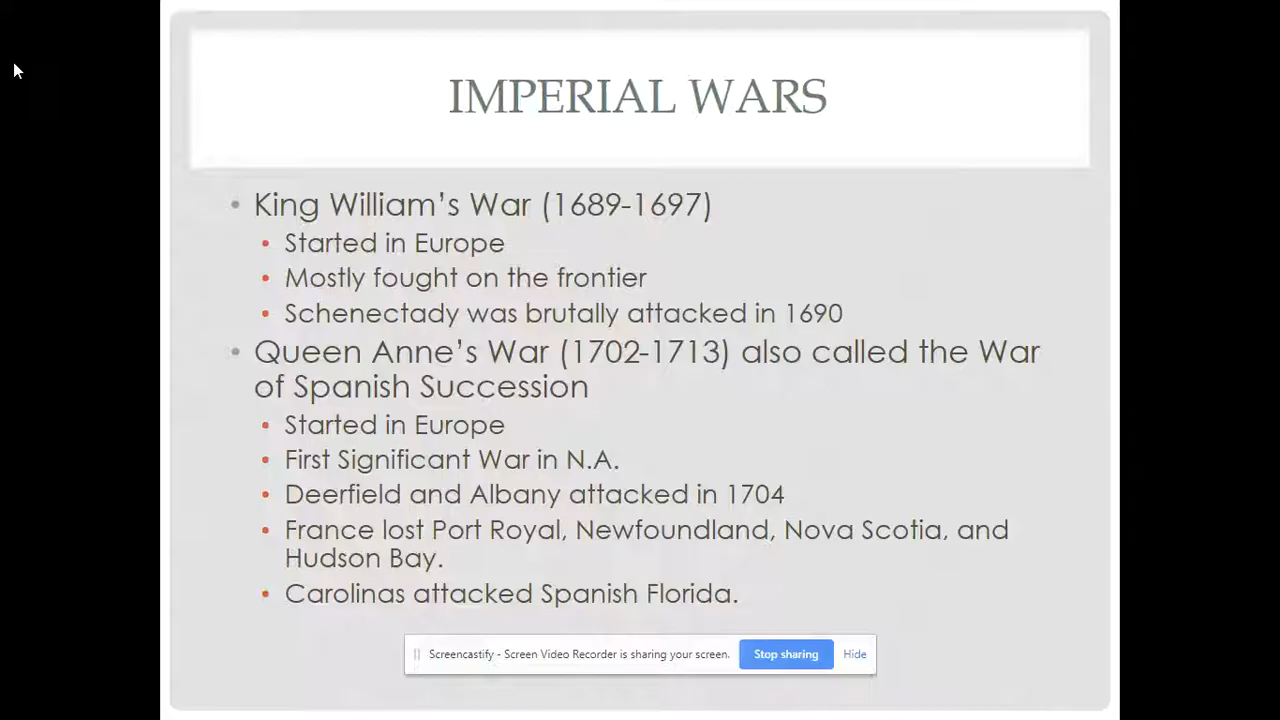 IMPERIAL WARS
• King William's War (1689-1697)
• Started in Europe
• Mostly fought on the frontier
• Schenectady was brutally attacked in 1690
• Queen Anne's War (1702-1713) also called the War
of Spanish Succession
• Started in Europe
• First Significant War in N.A.
• Deerfield and Albany attacked in 1704
• France lost Port Royal, Newfoundland, Nova Scotia, and
Hudson Bay.
• Carolinas attacked Spanish Florida.
Screencastify - Screen Video Recorder is sharing your screen. Stop sharing Hide